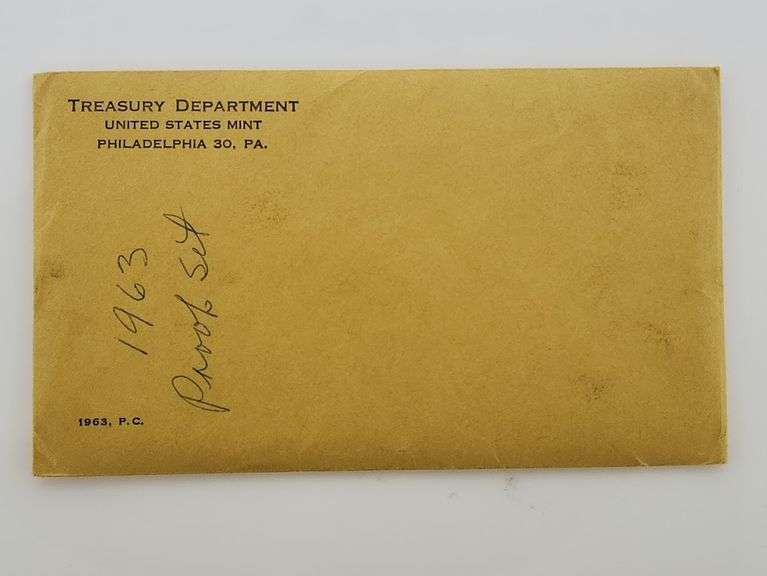 TREASURY DEPARTMENT
UNITED STATES MINT
PHILADELPHIA 30, PA.
1963
Proof Set
1963, P.C.